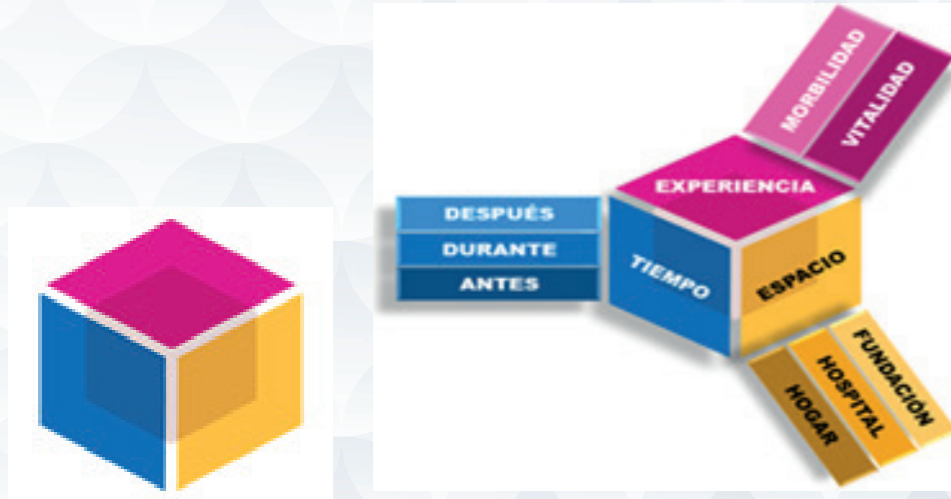 MORBILIDAD
VITALIDAD
EXPERIENCIA
DESPUÉS
DURANTE
ANTES
TIEMPO
ESPACIO
HOGAR
HOSPITAL
FUNDACIÓN